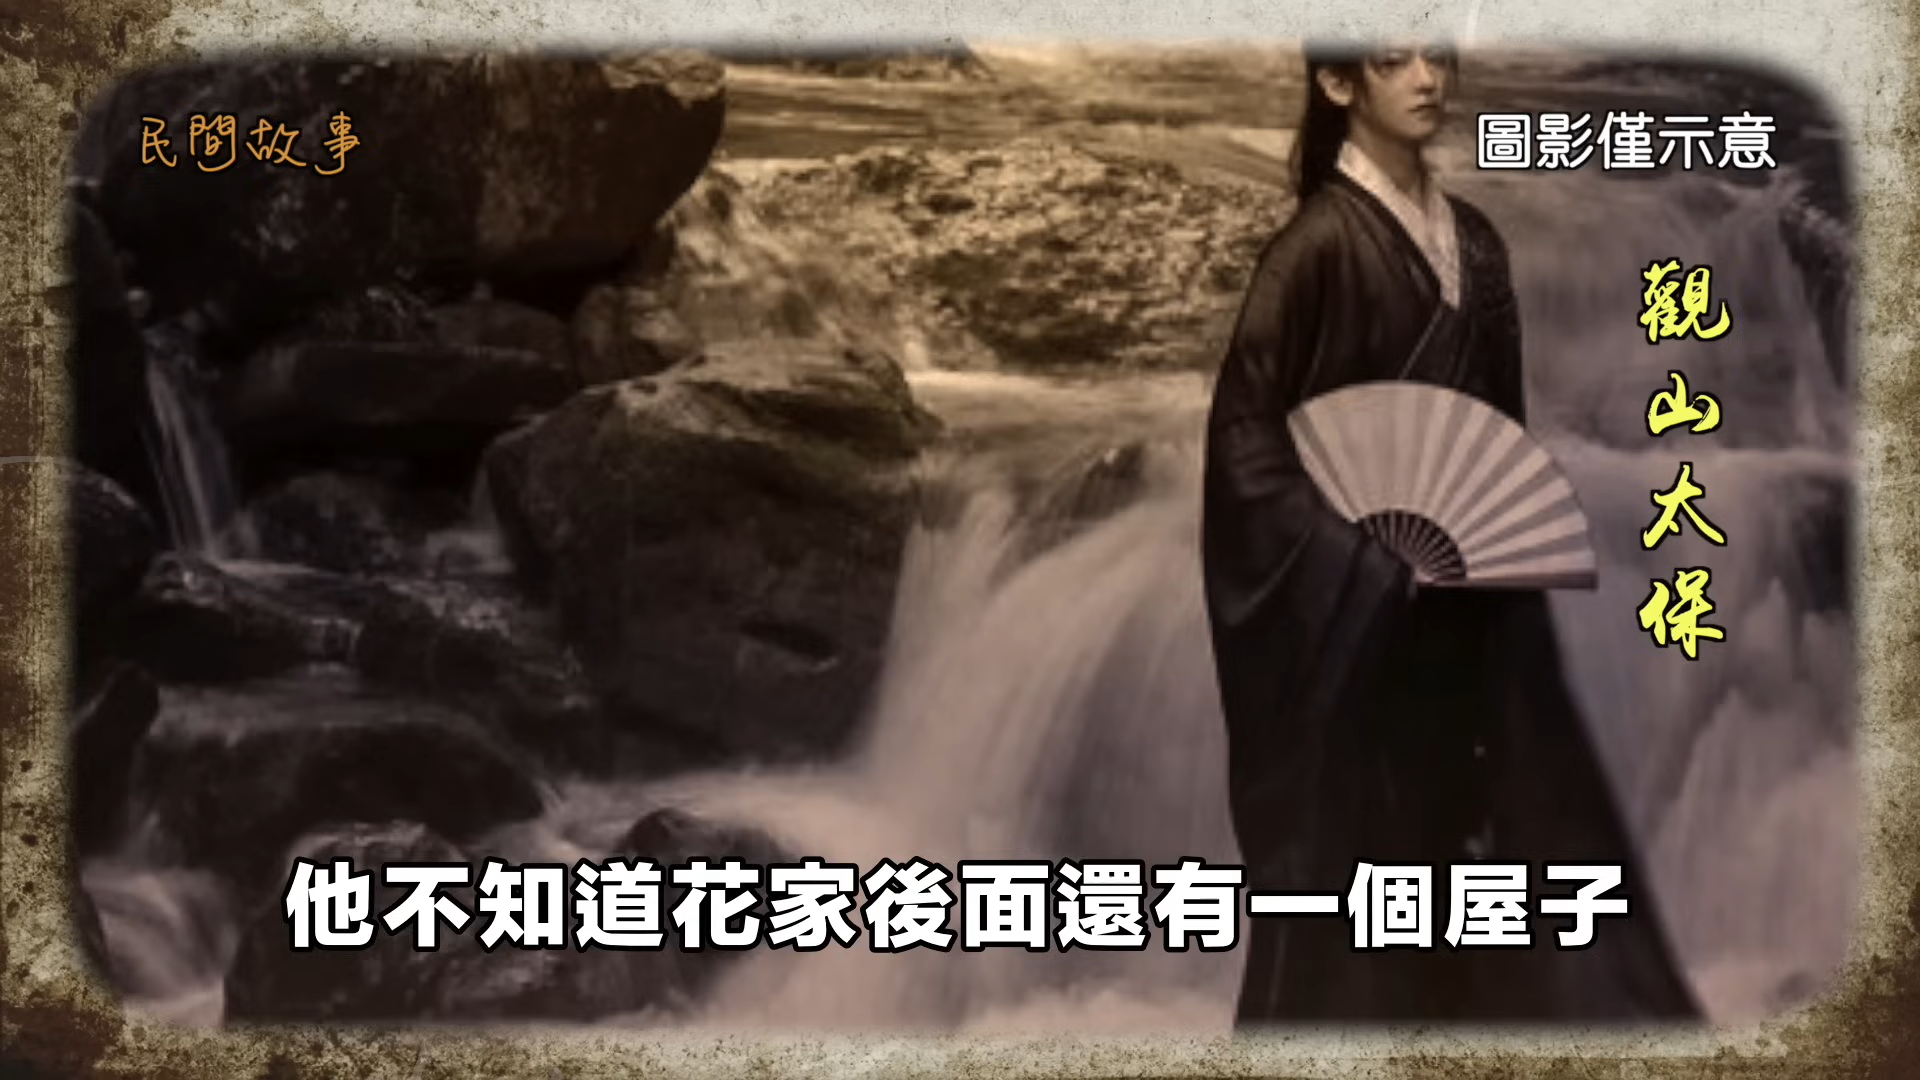 民間故事
圖影僅示意
觀山太保
他不知道花家後面還有一個屋子